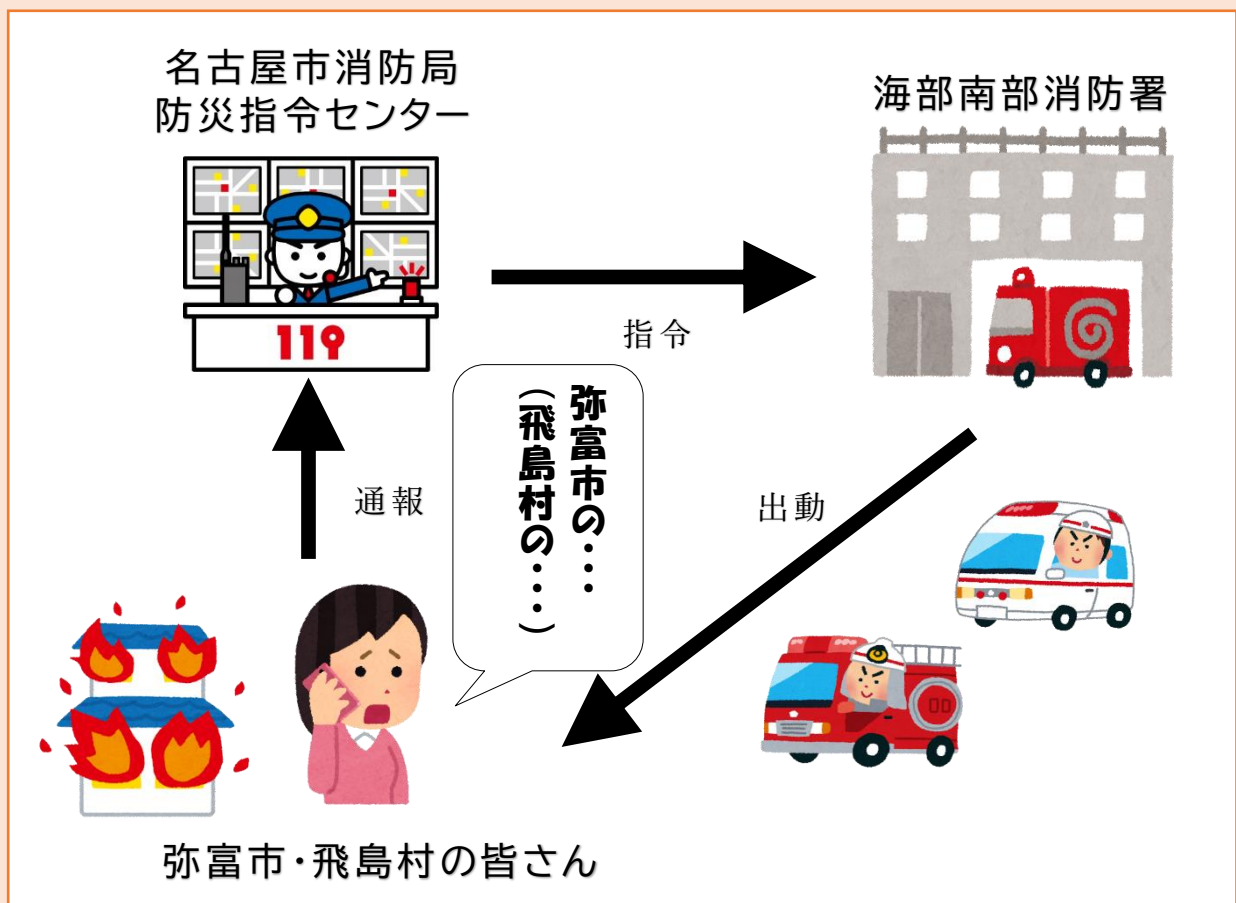 名古屋市消防局
防災指令センター
海部南部消防署
119
指令
弥富市の・・・
(飛島村の・・・)
通報
出動
弥富市・飛島村の皆さん